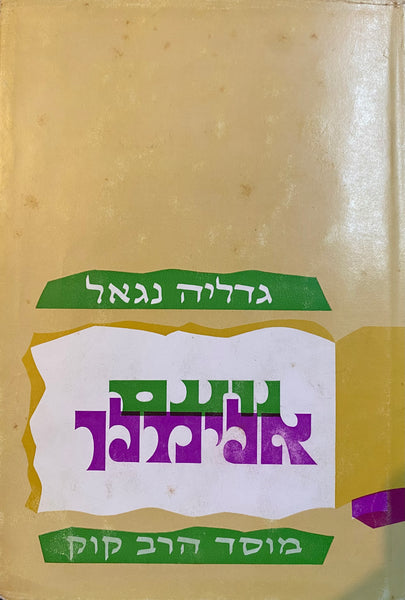 גדליה נגאל
נועם
אלימלך
מוסד הרב קוק